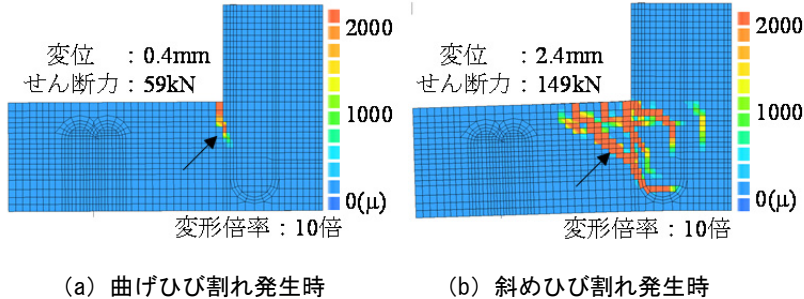 変位 :0.4mm
せん断力:59kN
2000
1000
0(μ)
変形倍率:10倍
(a) 曲げひび割れ発生時
変位 :2.4mm
せん断力:149kN
2000
1000
0(μ)
変形倍率:10倍
(b) 斜めひび割れ発生時